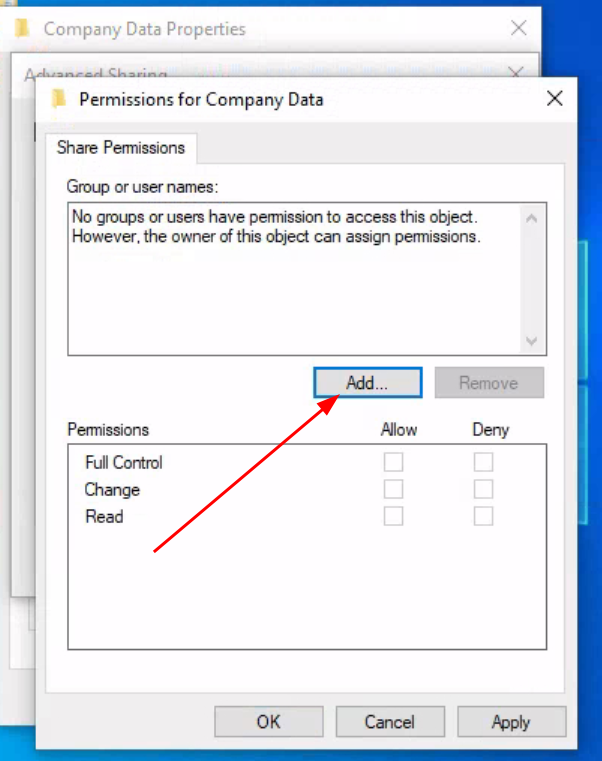 Company Data Properties
Advanced Sharing
Permissions for Company Data
Share Permissions
Group or user names:
No groups or users have permission to access this object.
However, the owner of this object can assign permissions.
Add...
Remove
Permissions
Allow
Deny
Full Control
Change
Read
OK
Cancel
Apply